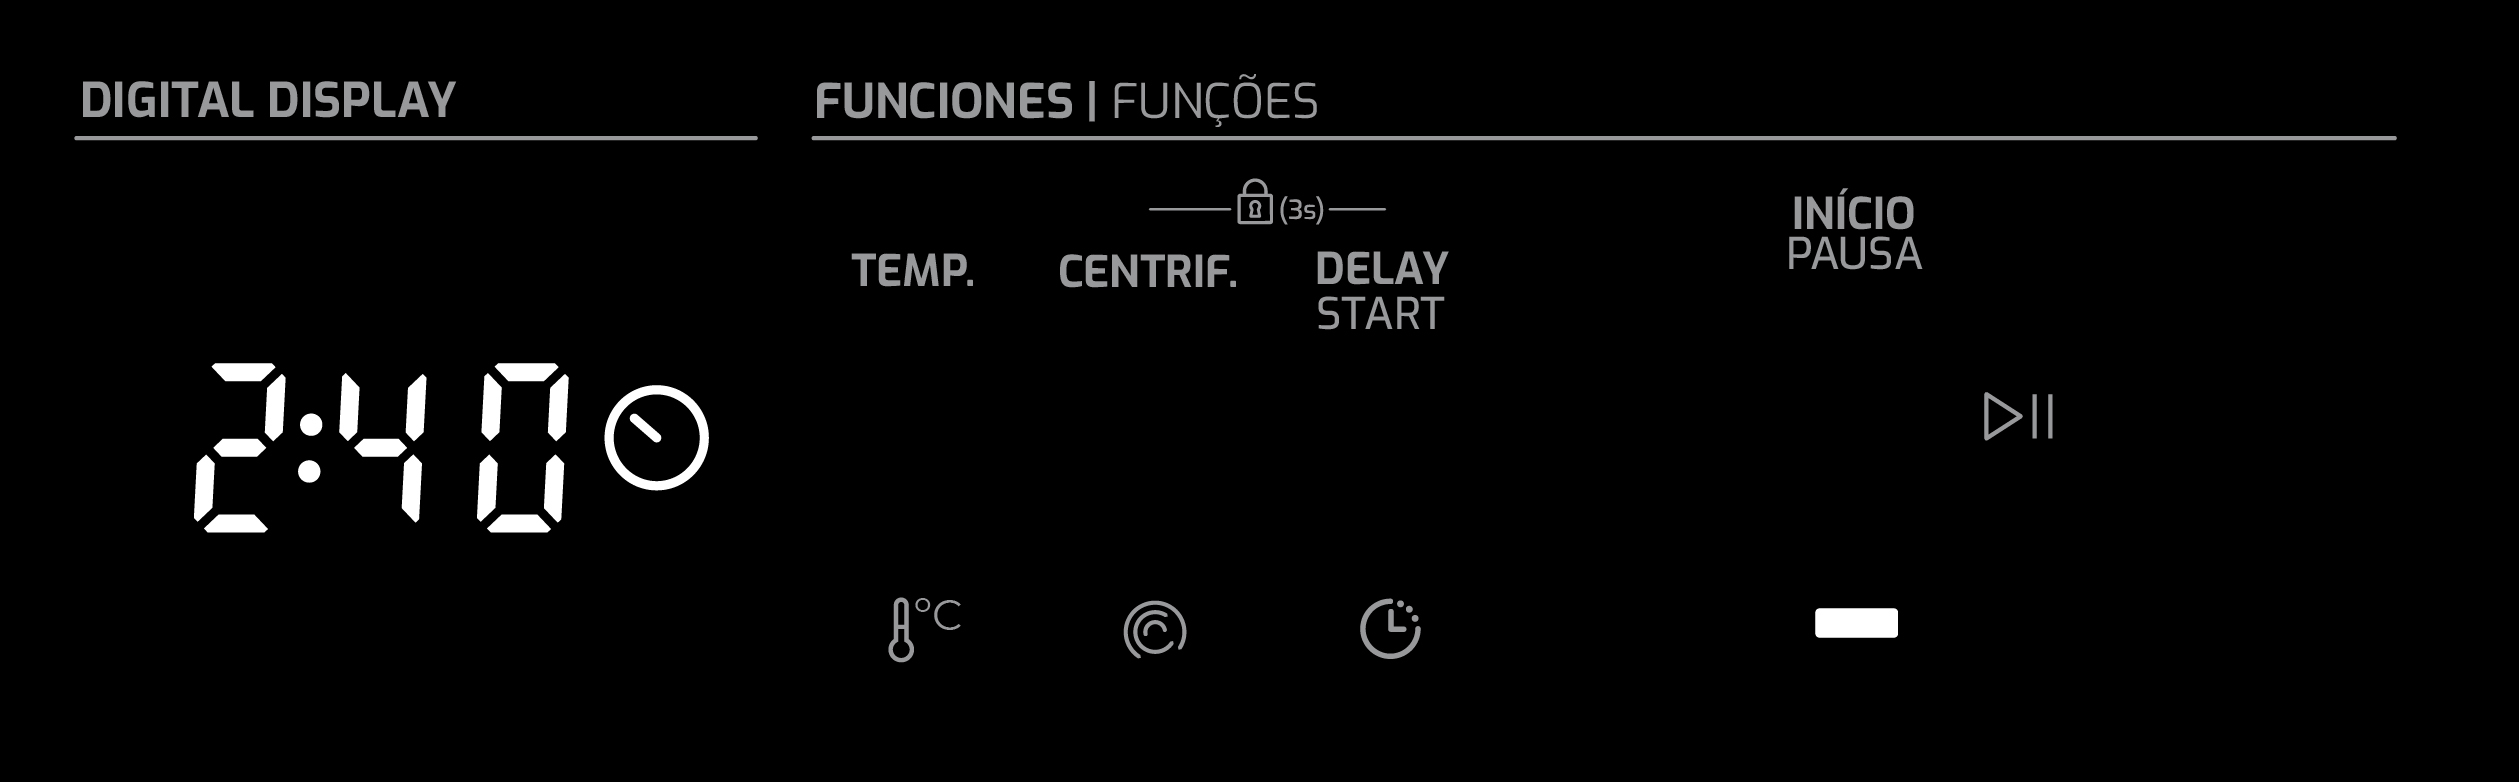 DIGITAL DISPLAY
FUNCIONES | FUNÇÕES
(3s)
TEMP.
CENTRIF.
DELAY
START
INÍCIO
PAUSA
2:40
°C